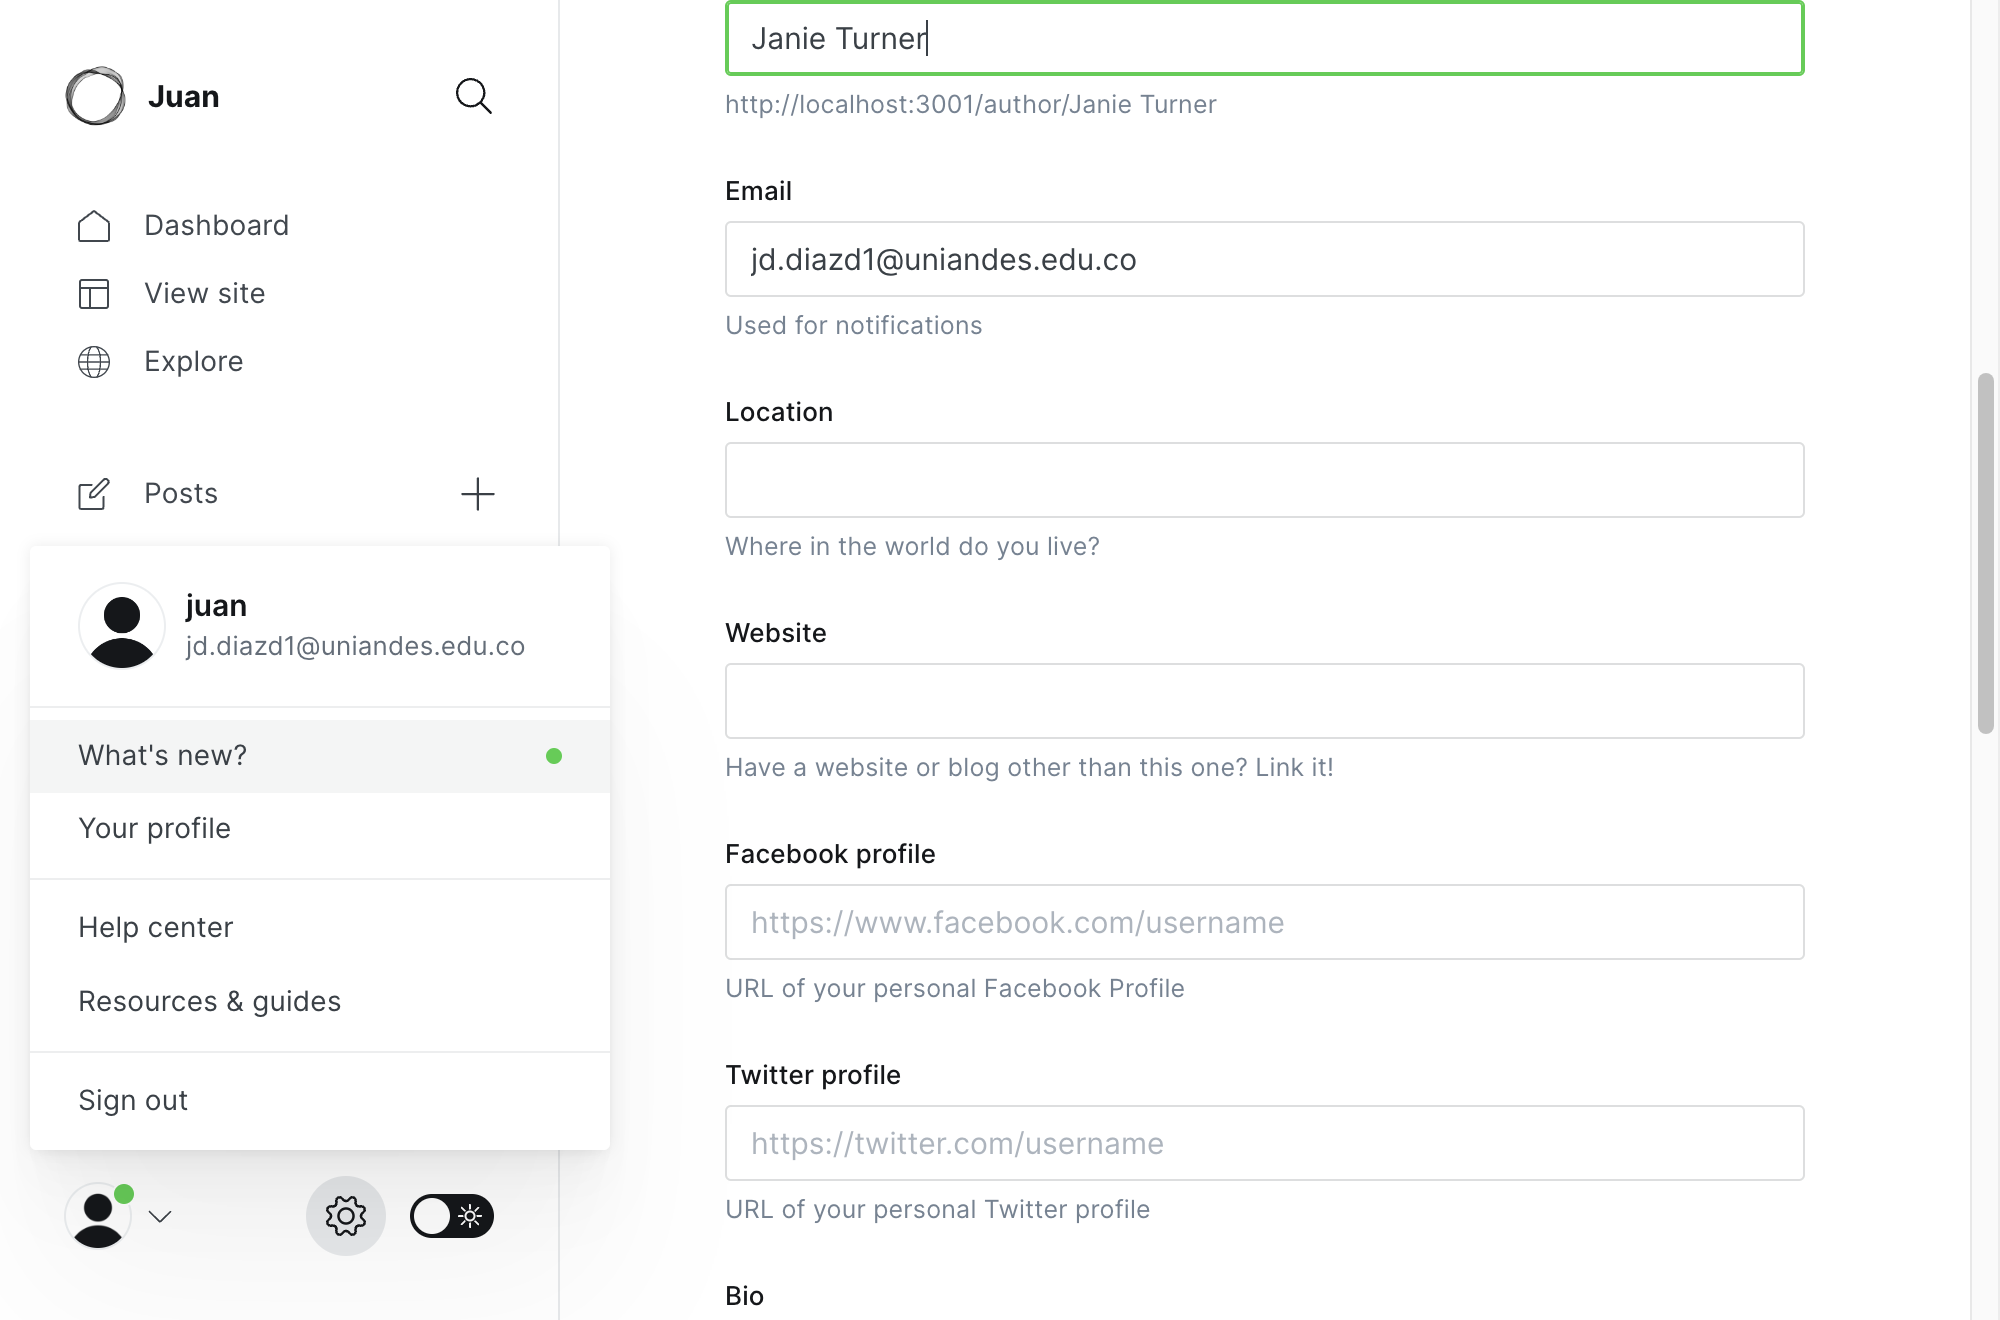 Juan
Dashboard
View site
Explore
Posts
juan
jd.diazd1@uniandes.edu.co
What's new?
Your profile
Help center
Resources & guides
Sign out
Janie Turner
http://localhost:3001/author/Janie Turner
Email
jd.diazd1@uniandes.edu.co
Used for notifications
Location
Where in the world do you live?
Website
Have a website or blog other than this one? Link it!
Facebook profile
https://www.facebook.com/username
URL of your personal Facebook Profile
Twitter profile
https://twitter.com/username
URL of your personal Twitter profile
Bio